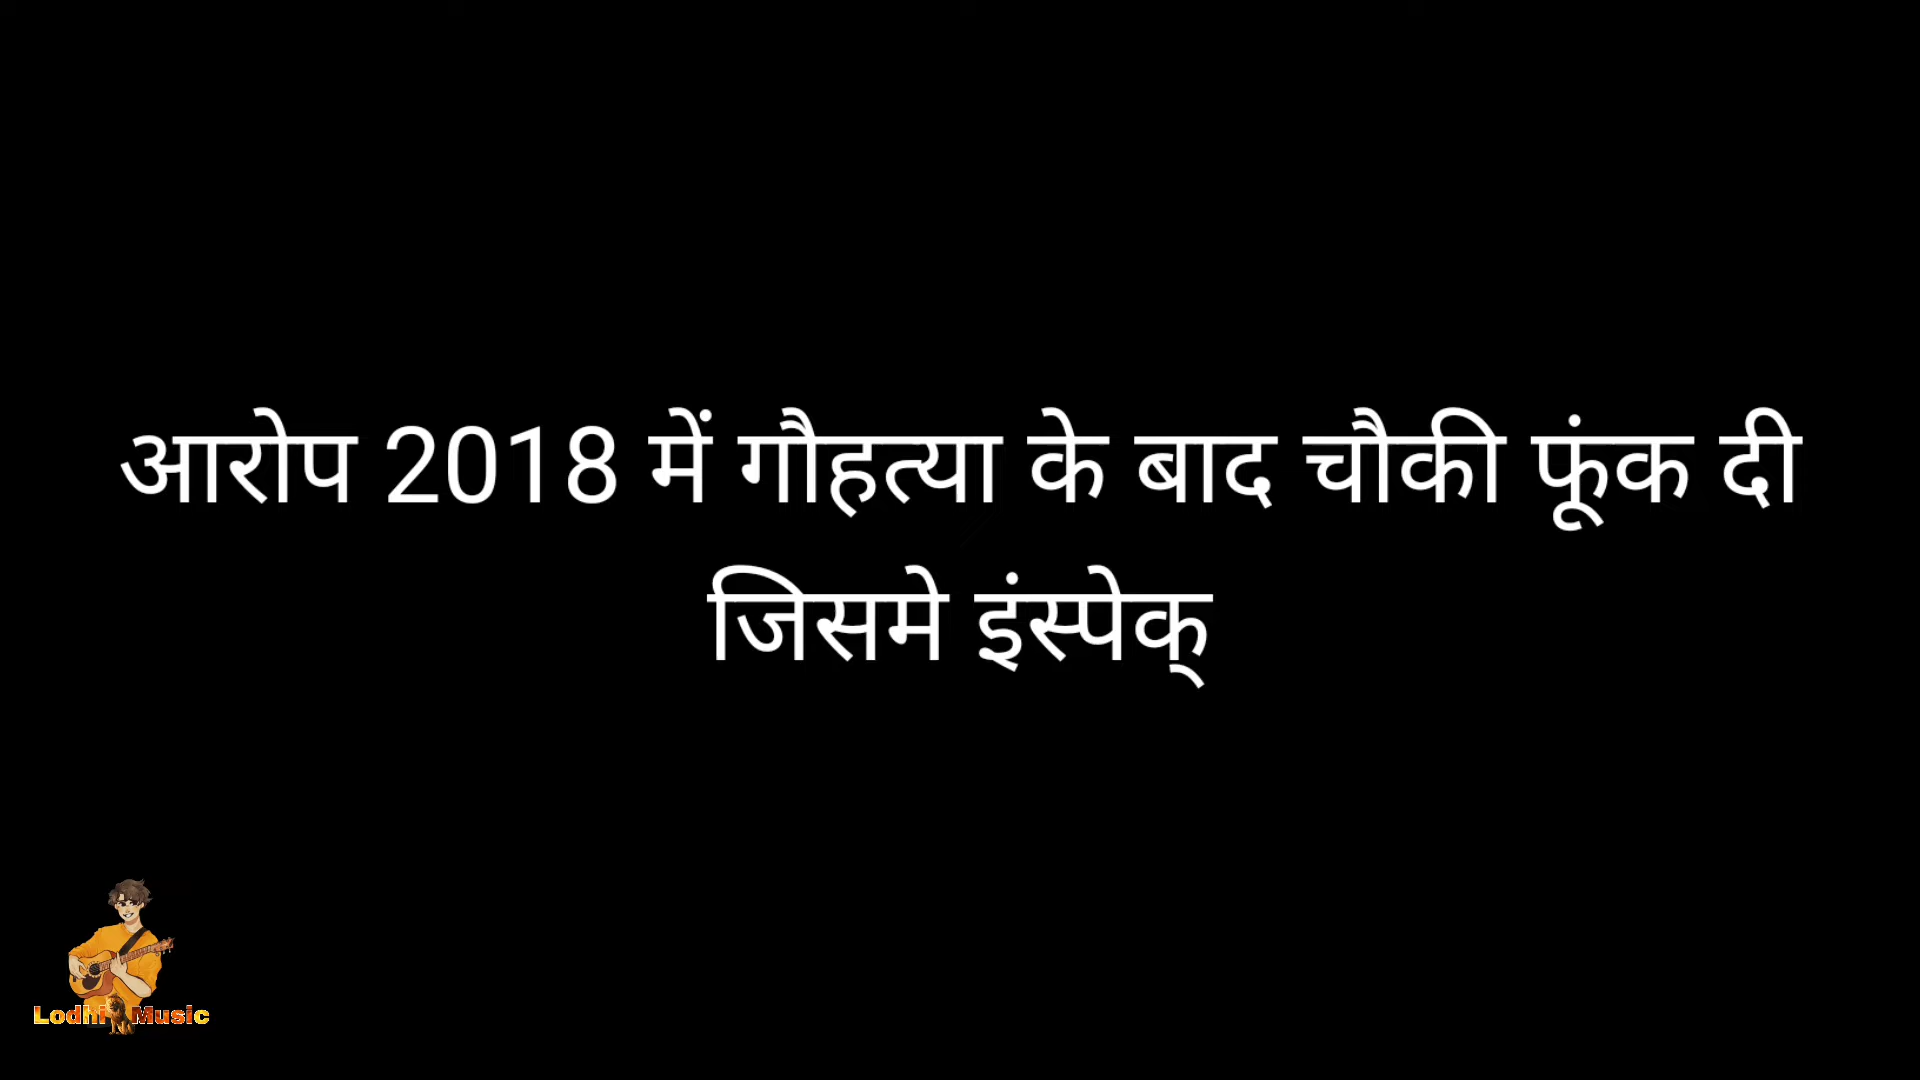 आरोप 2018 में गौहत्या के बाद चौकी फूंक दी
जिसमे इंस्पेक्
Lodhi Music